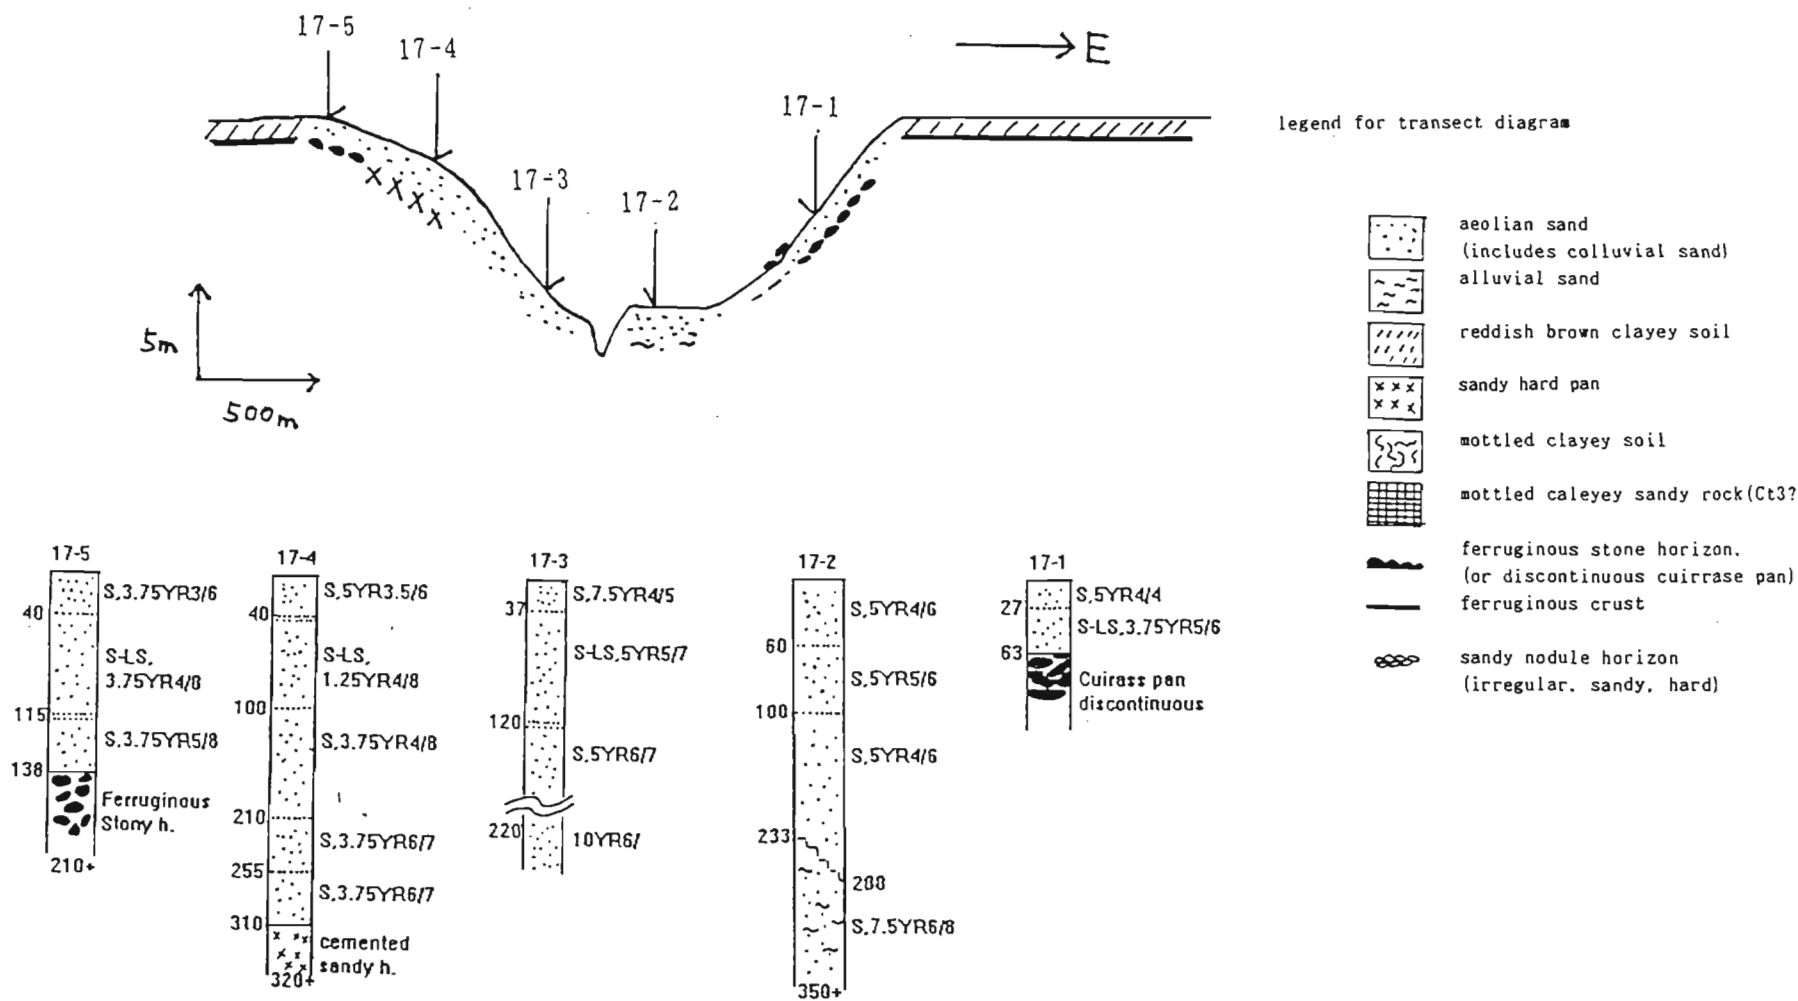 17-5
17-4
17-3
17-2
17-1
E
5m
500m
legend for transect diagram
aeolian sand
(includes colluvial sand)
alluvial sand
reddish brown clayey soil
sandy hard pan
mottled clayey soil
mottled caleyey sandy rock(Ct3?
ferruginous stone horizon.
(or discontinuous cuirrase pan)
ferruginous crust
sandy nodule horizon
(irregular. sandy. hard)
17-5
S,3.75YR3/6
40
S-LS,
3.75YR4/8
115
S,3.75YR5/8
138
Ferruginous
Stony h.
210+
17-4
S,5YR3.5/6
40
S-LS,
1.25YR4/8
100
S,3.75YR4/8
210
S,3.75YR6/7
255
S,3.75YR6/7
310
cemented
sandy h.
320+
17-3
S,7.5YR4/5
37
S-LS,5YR5/7
120
S,5YR6/7
220
10YR6/
17-2
S,5YR4/6
60
S,5YR5/6
100
S,5YR4/6
233
288
S,7.5YR6/8
350+
17-1
S,5YR4/4
27
S-LS,3.75YR5/6
63
Cuirass pan
discontinuous